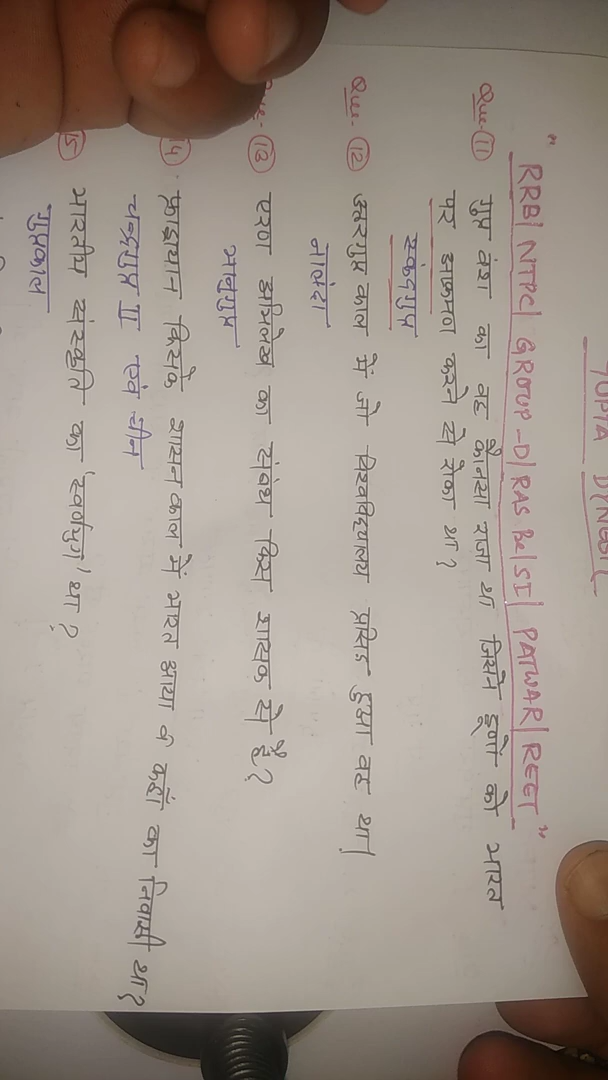 GUPTA
"RRB/ NTPC/ GROUP-D/ RAS Re/ SI/ PATWAR/ REET"
Que-(11) गुप्त वंश का वह कौनसा राजा था जिसने हूणों को भारत
पर आक्रमण करने से रोका था?
स्कंदगुप्त
Que-(12) उत्तरगुप्त काल में जो विश्वविद्यालय प्रसिद्ध हुआ वह था|
नालंदा
Que-(13) एरण अभिलेख का संबंध किस शासक से है?
भानुगुप्त
14) फ़ाह्यान किसके शासन काल में भारत आया व कहाँ का निवासी था?
चन्द्रगुप्त II एवं चीन
15) भारतीय संस्कृति का 'स्वर्णयुग' था?
गुप्तकाल